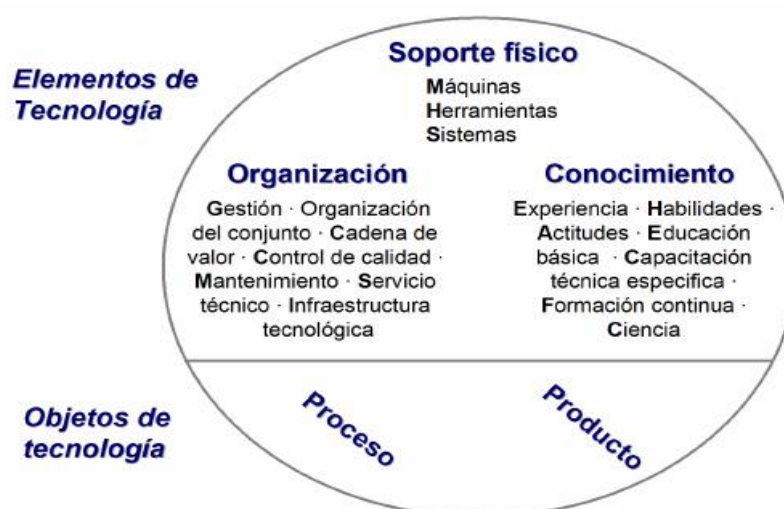 Elementos de
Tecnología
Soporte físico
Máquinas
Herramientas
Sistemas
Organización
Gestión · Organización
del conjunto · Cadena de
valor · Control de calidad ·
Mantenimiento · Servicio
técnico · Infraestructura
tecnológica
Conocimiento
Experiencia · Habilidades ·
Actitudes · Educación
básica · Capacitación
técnica especifica ·
Formación continua ·
Ciencia
Objetos de
tecnología
Proceso
Producto